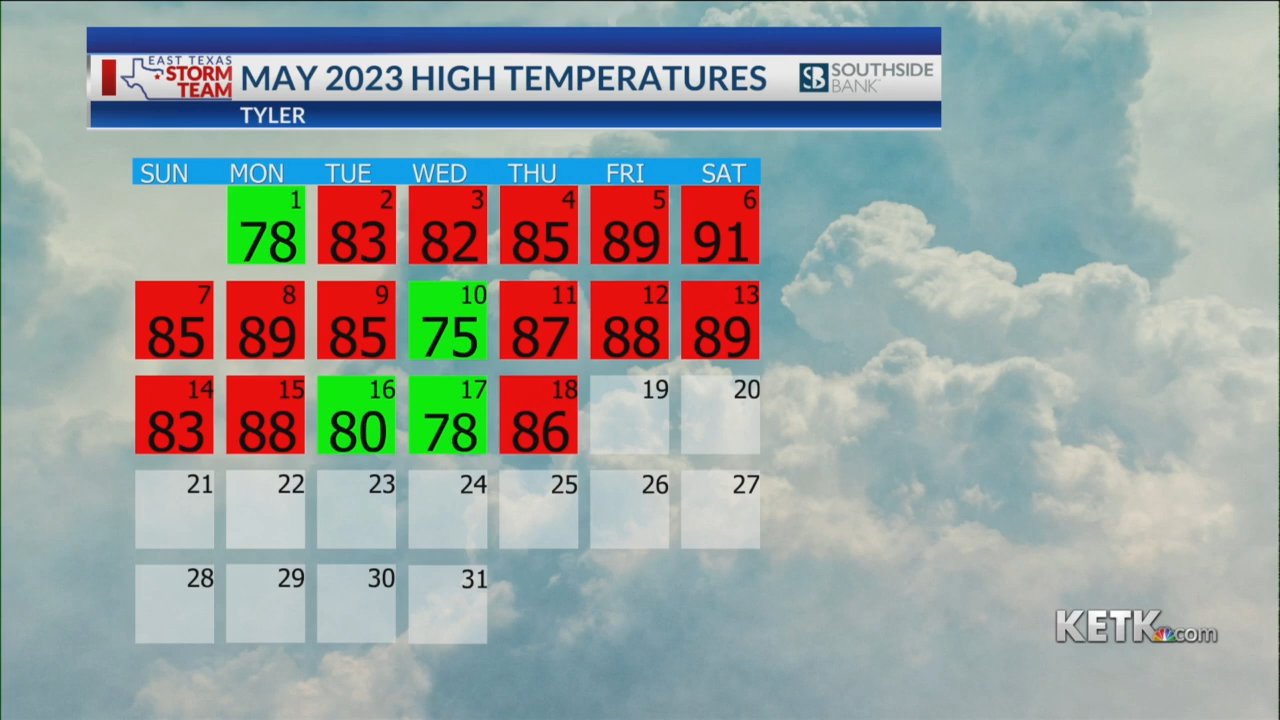 EAST TEXAS
STORM
TEAM
MAY 2023 HIGH TEMPERATURES
SB SOUTHSIDE
BANK
TYLER
SUN MON TUE WED THU FRI SAT
1 2 3 4 5 6
78 83 82 85 89 91
7 8 9 10 11 12 13
85 89 85 75 87 88 89
14 15 16 17 18 19 20
83 88 80 78 86
21 22 23 24 25 26 27
28 29 30 31
KETK.com